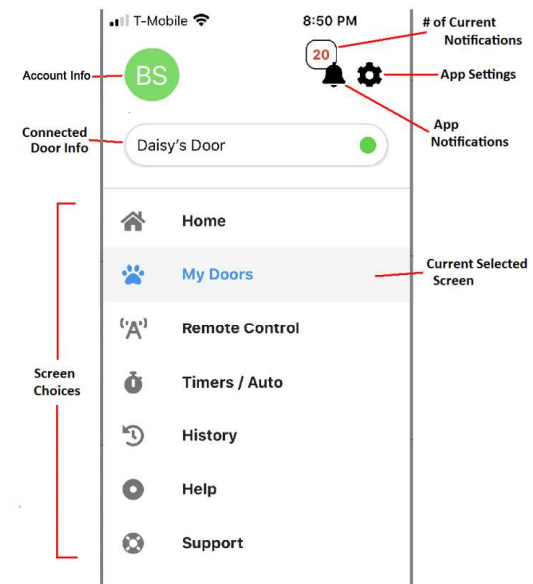 T-Mobile 8:50 PM
# of Current
Notifications
20
BS
Account Info
App Settings
App
Notifications
Connected
Door Info
Daisy's Door
Home
My Doors
Current Selected
Screen
Remote Control
Screen
Choices
Timers / Auto
History
Help
Support